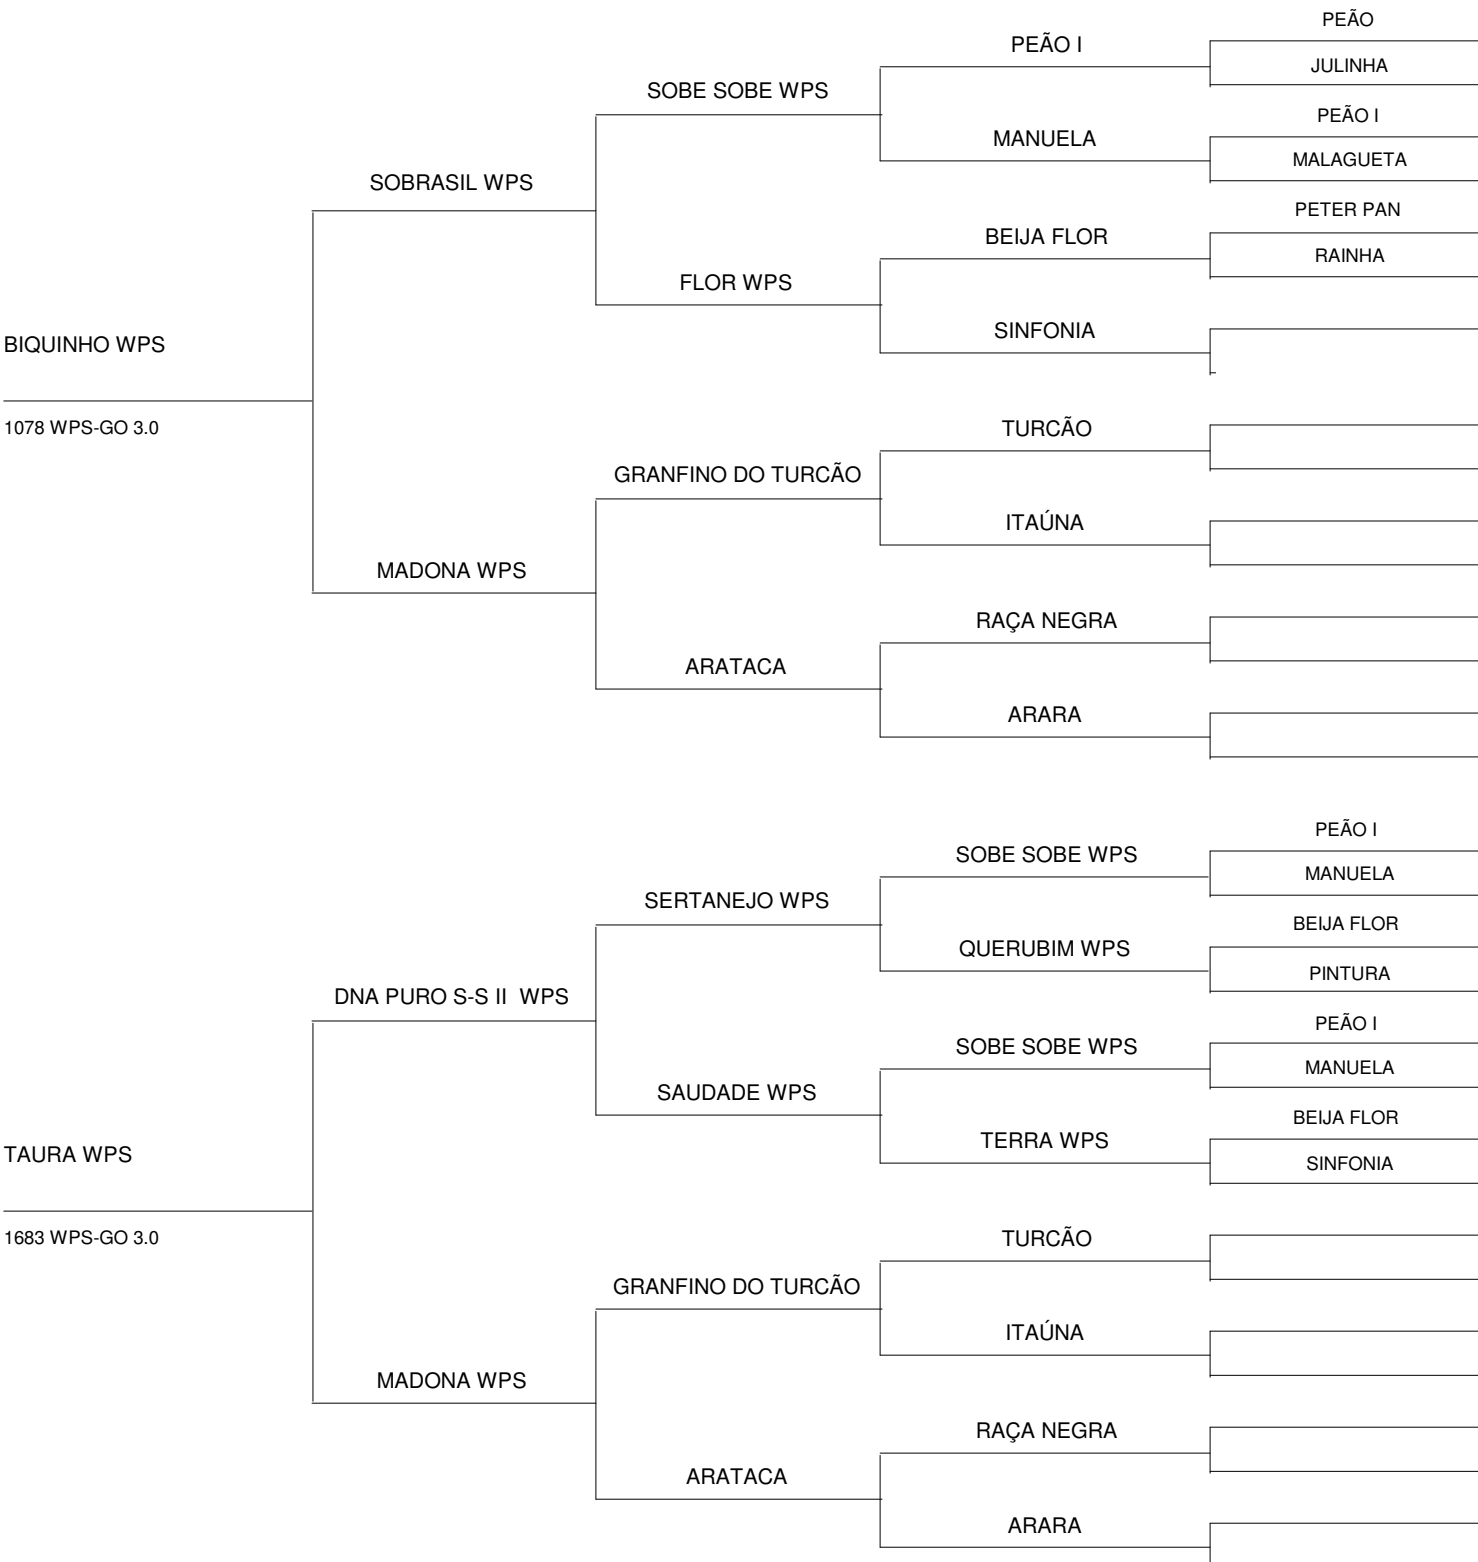 PEÃO
PEÃO I
JULINHA
SOBE SOBE WPS
PEÃO I
MANUELA
MALAGUETA
SOBRASIL WPS
PETER PAN
BEIJA FLOR
RAINHA
FLOR WPS
SINFONIA
BIQUINHO WPS
1078 WPS-GO 3.0
TURCÃO
GRANFINO DO TURCÃO
ITAÚNA
MADONA WPS
RAÇA NEGRA
ARATACA
ARARA
PEÃO I
SOBE SOBE WPS
MANUELA
SERTANEJO WPS
BEIJA FLOR
QUERUBIM WPS
PINTURA
DNA PURO S-S II WPS
PEÃO I
SOBE SOBE WPS
MANUELA
SAUDADE WPS
BEIJA FLOR
TERRA WPS
SINFONIA
TAURA WPS
1683 WPS-GO 3.0
TURCÃO
GRANFINO DO TURCÃO
ITAÚNA
MADONA WPS
RAÇA NEGRA
ARATACA
ARARA